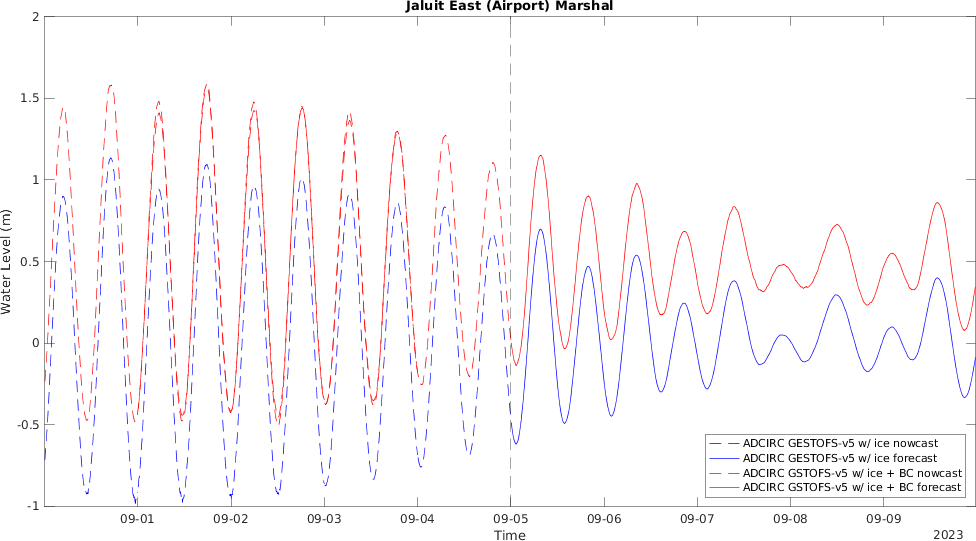 Jaluit East (Airport) Marshal
2
1.5
1
0.5
0
-0.5
-1
Water Level (m)
ADCIRC GESTOFS-v5 w/ ice nowcast
ADCIRC GESTOFS-v5 w/ ice forecast
ADCIRC GSTOFS-v5 w/ ice + BC nowcast
ADCIRC GSTOFS-v5 w/ ice + BC forecast
09-01 09-02 09-03 09-04 09-05 09-06 09-07 09-08 09-09
Time
2023